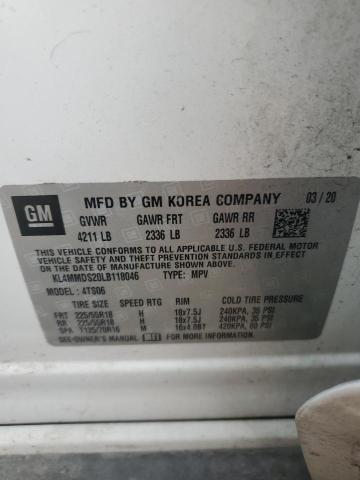 GM
MFD BY GM KOREA COMPANY 03/20
GVWR GAWR FRT GAWR RR
4211 LB 2336 LB 2336 LB
THIS VEHICLE CONFORMS TO ALL APPLICABLE U.S. FEDERAL MOTOR
VEHICLE SAFETY AND THEFT PREVENTION STANDARDS IN EFFECT ON
THE DATE OF MANUFACTURE SHOWN ABOVE.
KL4MMDS20LB118046 TYPE: MPV
MODEL: 4TS06
TIRE SIZE SPEED RTG RIM COLD TIRE PRESSURE
FRT 225/55R18 H 18x7.5J 240KPA, 35 PSI
RR 225/55R18 H 18x7.5J 240KPA, 35 PSI
SP. T125/70R16 M 16x4.0BT 420KPA, 60 PSI
SEE OWNER'S MANUAL FOR ADDITIONAL INFORMATION